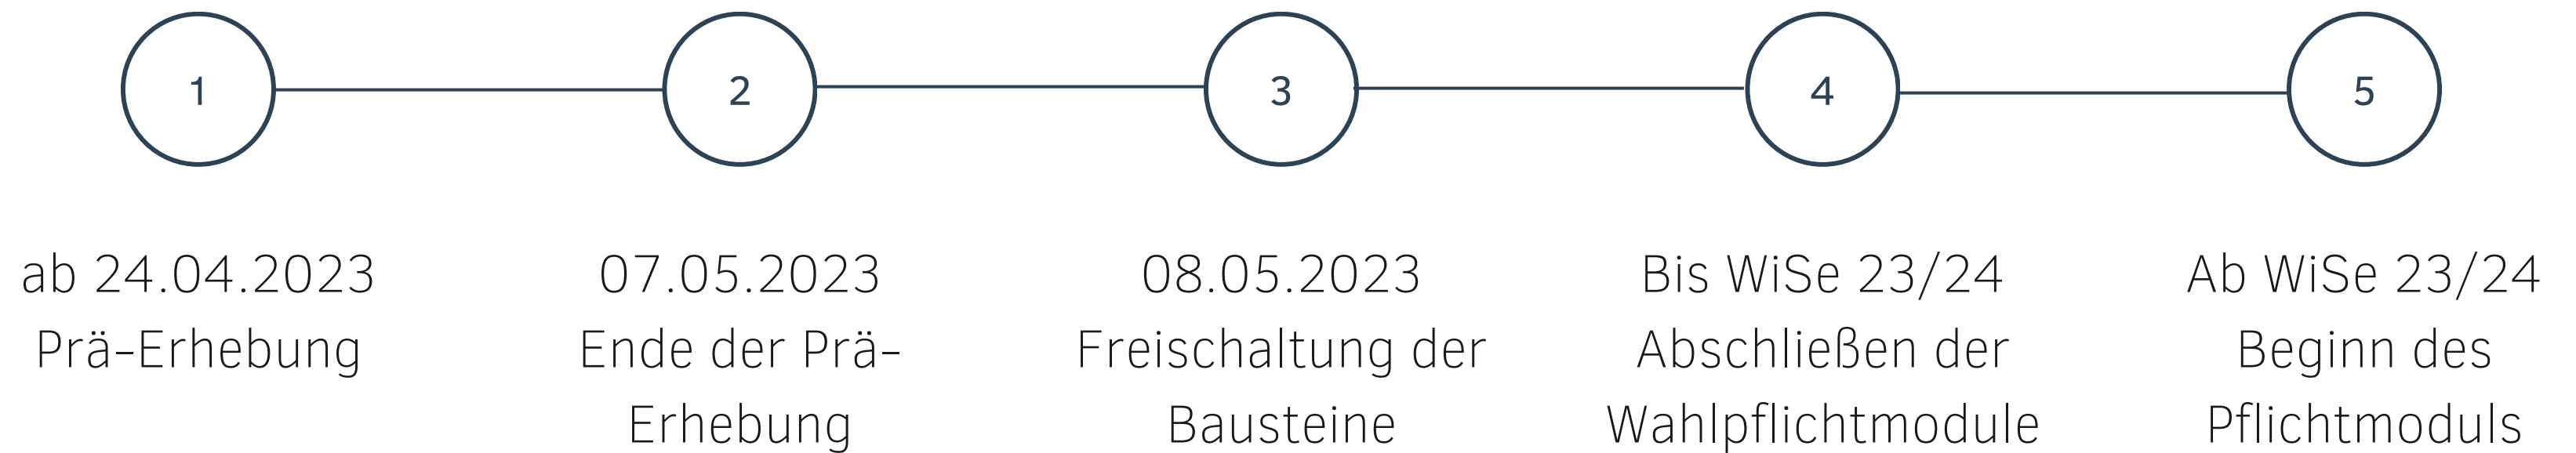 1
2
3
4
5
ab 24.04.2023
Prä-Erhebung
07.05.2023
Ende der Prä-
Erhebung
08.05.2023
Freischaltung der
Bausteine
Bis WiSe 23/24
Abschließen der
Wahlpflichtmodule
Ab WiSe 23/24
Beginn des
Pflichtmoduls